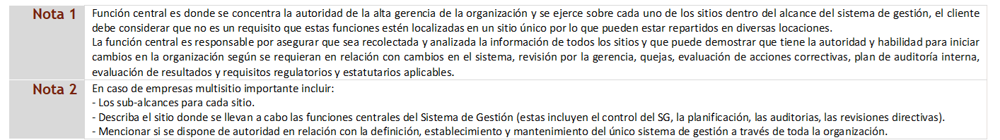 Nota 1
Función central es donde se concentra la autoridad de la alta gerencia de la organización y se ejerce sobre cada uno de los sitios dentro del alcance del sistema de gestión, el cliente
debe considerar que no es un requisito que estas funciones estén localizadas en un sitio único por lo que pueden estar repartidos en diversas locaciones.
La función central es responsable por asegurar que sea recolectada y analizada la información de todos los sitios y que puede demostrar que tiene la autoridad y habilidad para iniciar
cambios en la organización según se requieran en relación con cambios en el sistema, revisión por la gerencia, quejas, evaluación de acciones correctivas, plan de auditoría interna,
evaluación de resultados y requisitos regulatorios y estatutarios aplicables.
Nota 2
En caso de empresas multisitio importante incluir:
- Los sub-alcances para cada sitio.
- Describa el sitio donde se llevan a cabo las funciones centrales del Sistema de Gestión (estas incluyen el control del SG, la planificación, las auditorias, las revisiones directivas).
- Mencionar si se dispone de autoridad en relación con la definición, establecimiento y mantenimiento del único sistema de gestión a través de toda la organización.